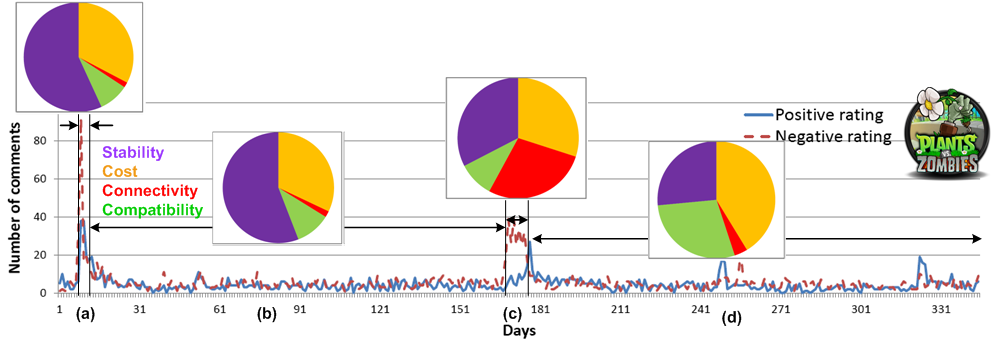 Number of comments
80
60
40
20
0
Stability
Cost
Connectivity
Compatibility
Positive rating
Negative rating
PLANTS
VS.
ZOMBIES
1 31 61 91 121 151 181 211 241 271 301 331
(a) (b) (c) (d)
Days